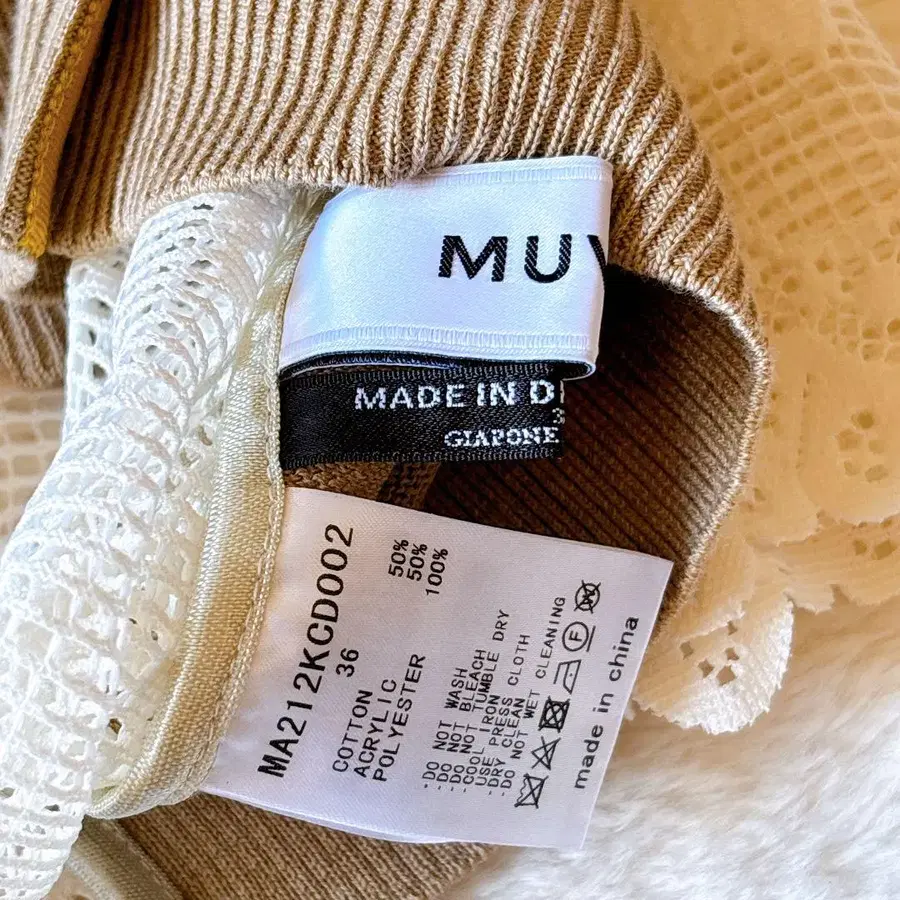 MUV
MADE IN D
3
GIAPONE
MA212KCD002
36
COTTON 50%
ACRYLIC 50%
POLYESTER 100%
- DO NOT WASH
- DO NOT BLEACH
- DO NOT TUMBLE DRY
- COOL IRON
USE PRESS CLOTH
- DRY CLEAN
- DO NOT WET CLEANING
F
made in china